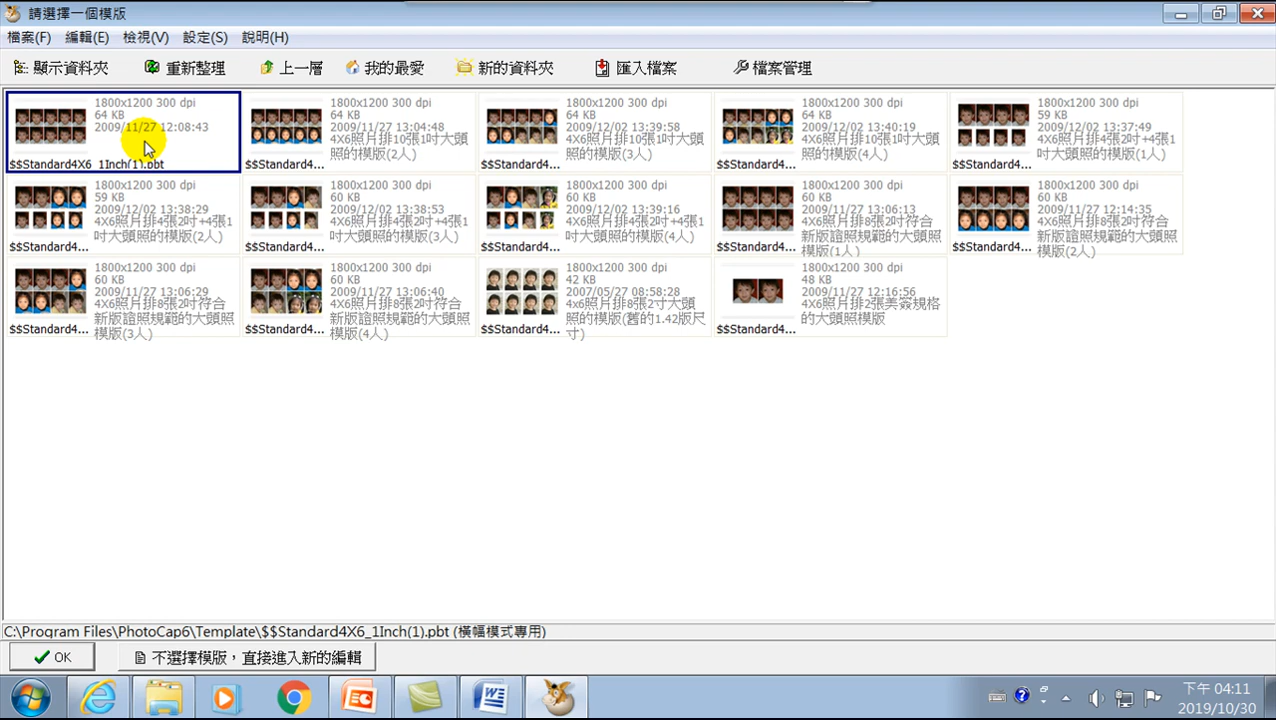 請選擇一個模版
檔案(F) 編輯(E) 檢視(V) 設定(S) 說明(H)
顯示資料夾 重新整理 上一層 我的最愛 新的資料夾 匯入檔案 檔案管理
1800x1200 300 dpi
64 KB
2009/11/27 12:08:43
$$Standard4X6_1Inch(1).pbt
1800x1200 300 dpi
64 KB
2009/11/27 13:04:48
4X6照片排10張1吋大頭
照的模版(2人)
$$Standard4...
1800x1200 300 dpi
64 KB
2009/12/02 13:39:58
4X6照片排10張1吋大頭
照的模版(3人)
$$Standard4...
1800x1200 300 dpi
64 KB
2009/12/02 13:40:19
4X6照片排10張1吋大頭
照的模版(4人)
$$Standard4...
1800x1200 300 dpi
59 KB
2009/12/02 13:37:49
4X6照片排4張2吋+4張1
吋大頭照的模版(1人)
$$Standard4...
1800x1200 300 dpi
59 KB
2009/12/02 13:38:29
4X6照片排4張2吋+4張1
吋大頭照的模版(2人)
$$Standard4...
1800x1200 300 dpi
60 KB
2009/12/02 13:38:53
4X6照片排4張2吋+4張1
吋大頭照的模版(3人)
$$Standard4...
1800x1200 300 dpi
60 KB
2009/12/02 13:39:16
4X6照片排4張2吋+4張1
吋大頭照的模版(4人)
$$Standard4...
1800x1200 300 dpi
60 KB
2009/11/27 13:06:13
4X6照片排8張2吋符合
新版証照規範的大頭照
模版(1人)
$$Standard4...
1800x1200 300 dpi
60 KB
2009/11/27 12:14:35
4X6照片排8張2吋符合
新版証照規範的大頭照
模版(2人)
$$Standard4...
1800x1200 300 dpi
60 KB
2009/11/27 13:06:29
4X6照片排8張2吋符合
新版証照規範的大頭照
模版(3人)
$$Standard4...
1800x1200 300 dpi
60 KB
2009/11/27 13:06:40
4X6照片排8張2吋符合
新版証照規範的大頭照
模版(4人)
$$Standard4...
1800x1200 300 dpi
42 KB
2007/05/27 08:58:28
4x6照片排8張2寸大頭
照的模版(舊的1.42版尺
寸)
$$Standard4...
1800x1200 300 dpi
48 KB
2009/11/27 12:16:56
4X6照片排2張美簽規格
的大頭照模版
$$Standard4...
C:\Program Files\PhotoCap6\Template\$$Standard4X6_1Inch(1).pbt (橫幅模式專用)
OK 不選擇模版，直接進入新的編輯
下午 04:11
2019/10/30